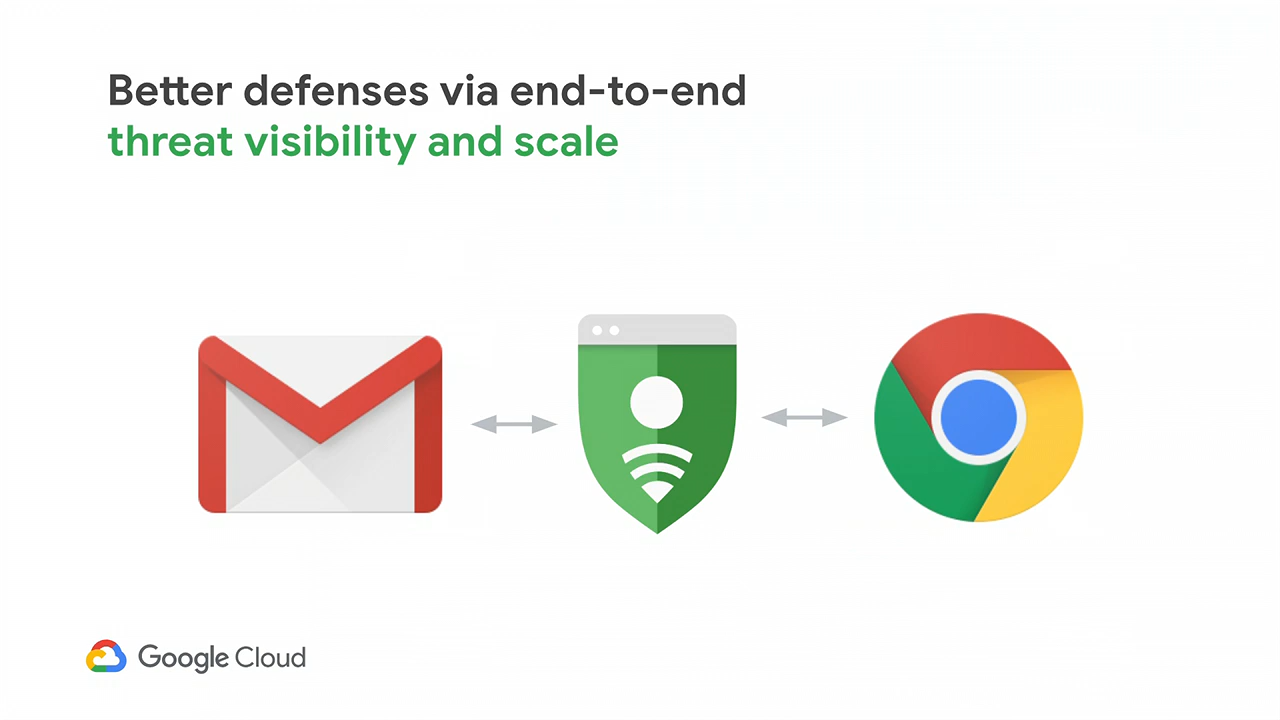 Better defenses via end-to-end
threat visibility and scale
Google Cloud